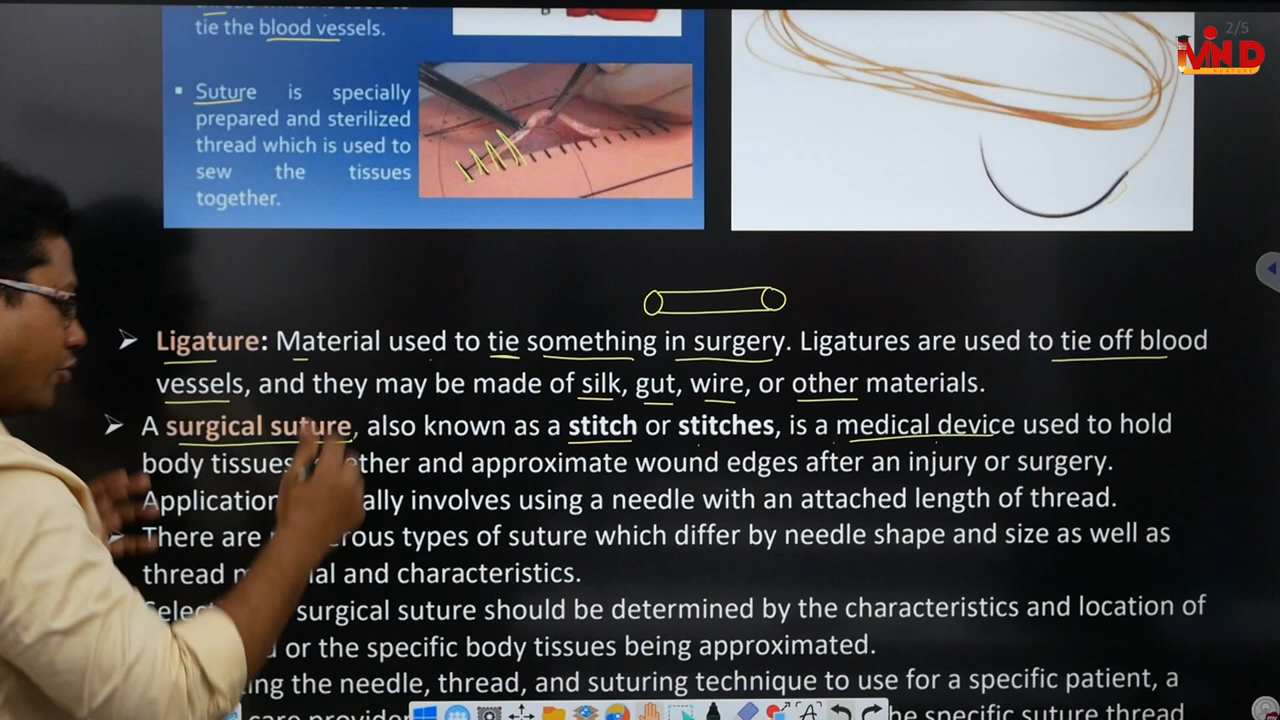 tie the blood vessels.
▪ Suture is specially
prepared and sterilized
thread which is used to
sew the tissues
together.
2/5
MIND
➢ Ligature: Material used to tie something in surgery. Ligatures are used to tie off blood
vessels, and they may be made of silk, gut, wire, or other materials.
➢ A surgical suture, also known as a stitch or stitches, is a medical device used to hold
body tissues and approximate wound edges after an injury or surgery.
Application involves using a needle with an attached length of thread.
There are types of suture which differ by needle shape and size as well as
thread and characteristics.
surgical suture should be determined by the characteristics and location of
or the specific body tissues being approximated.
the needle, thread, and suturing technique to use for a specific patient, a
specific suture thread